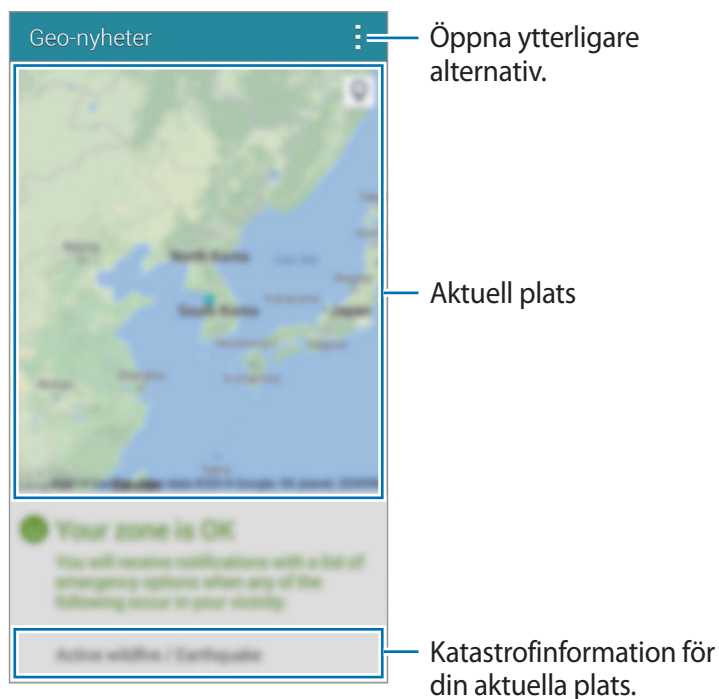 Geo-nyheter
Öppna ytterligare
alternativ.
North Korea
South Korea
Japan
Aktuell plats
Your zone is OK
You will receive notifications with a list of
emergency options when any of the
following occur in your vicinity:
Active wildfire / Earthquake
Katastrofinformation för
din aktuella plats.